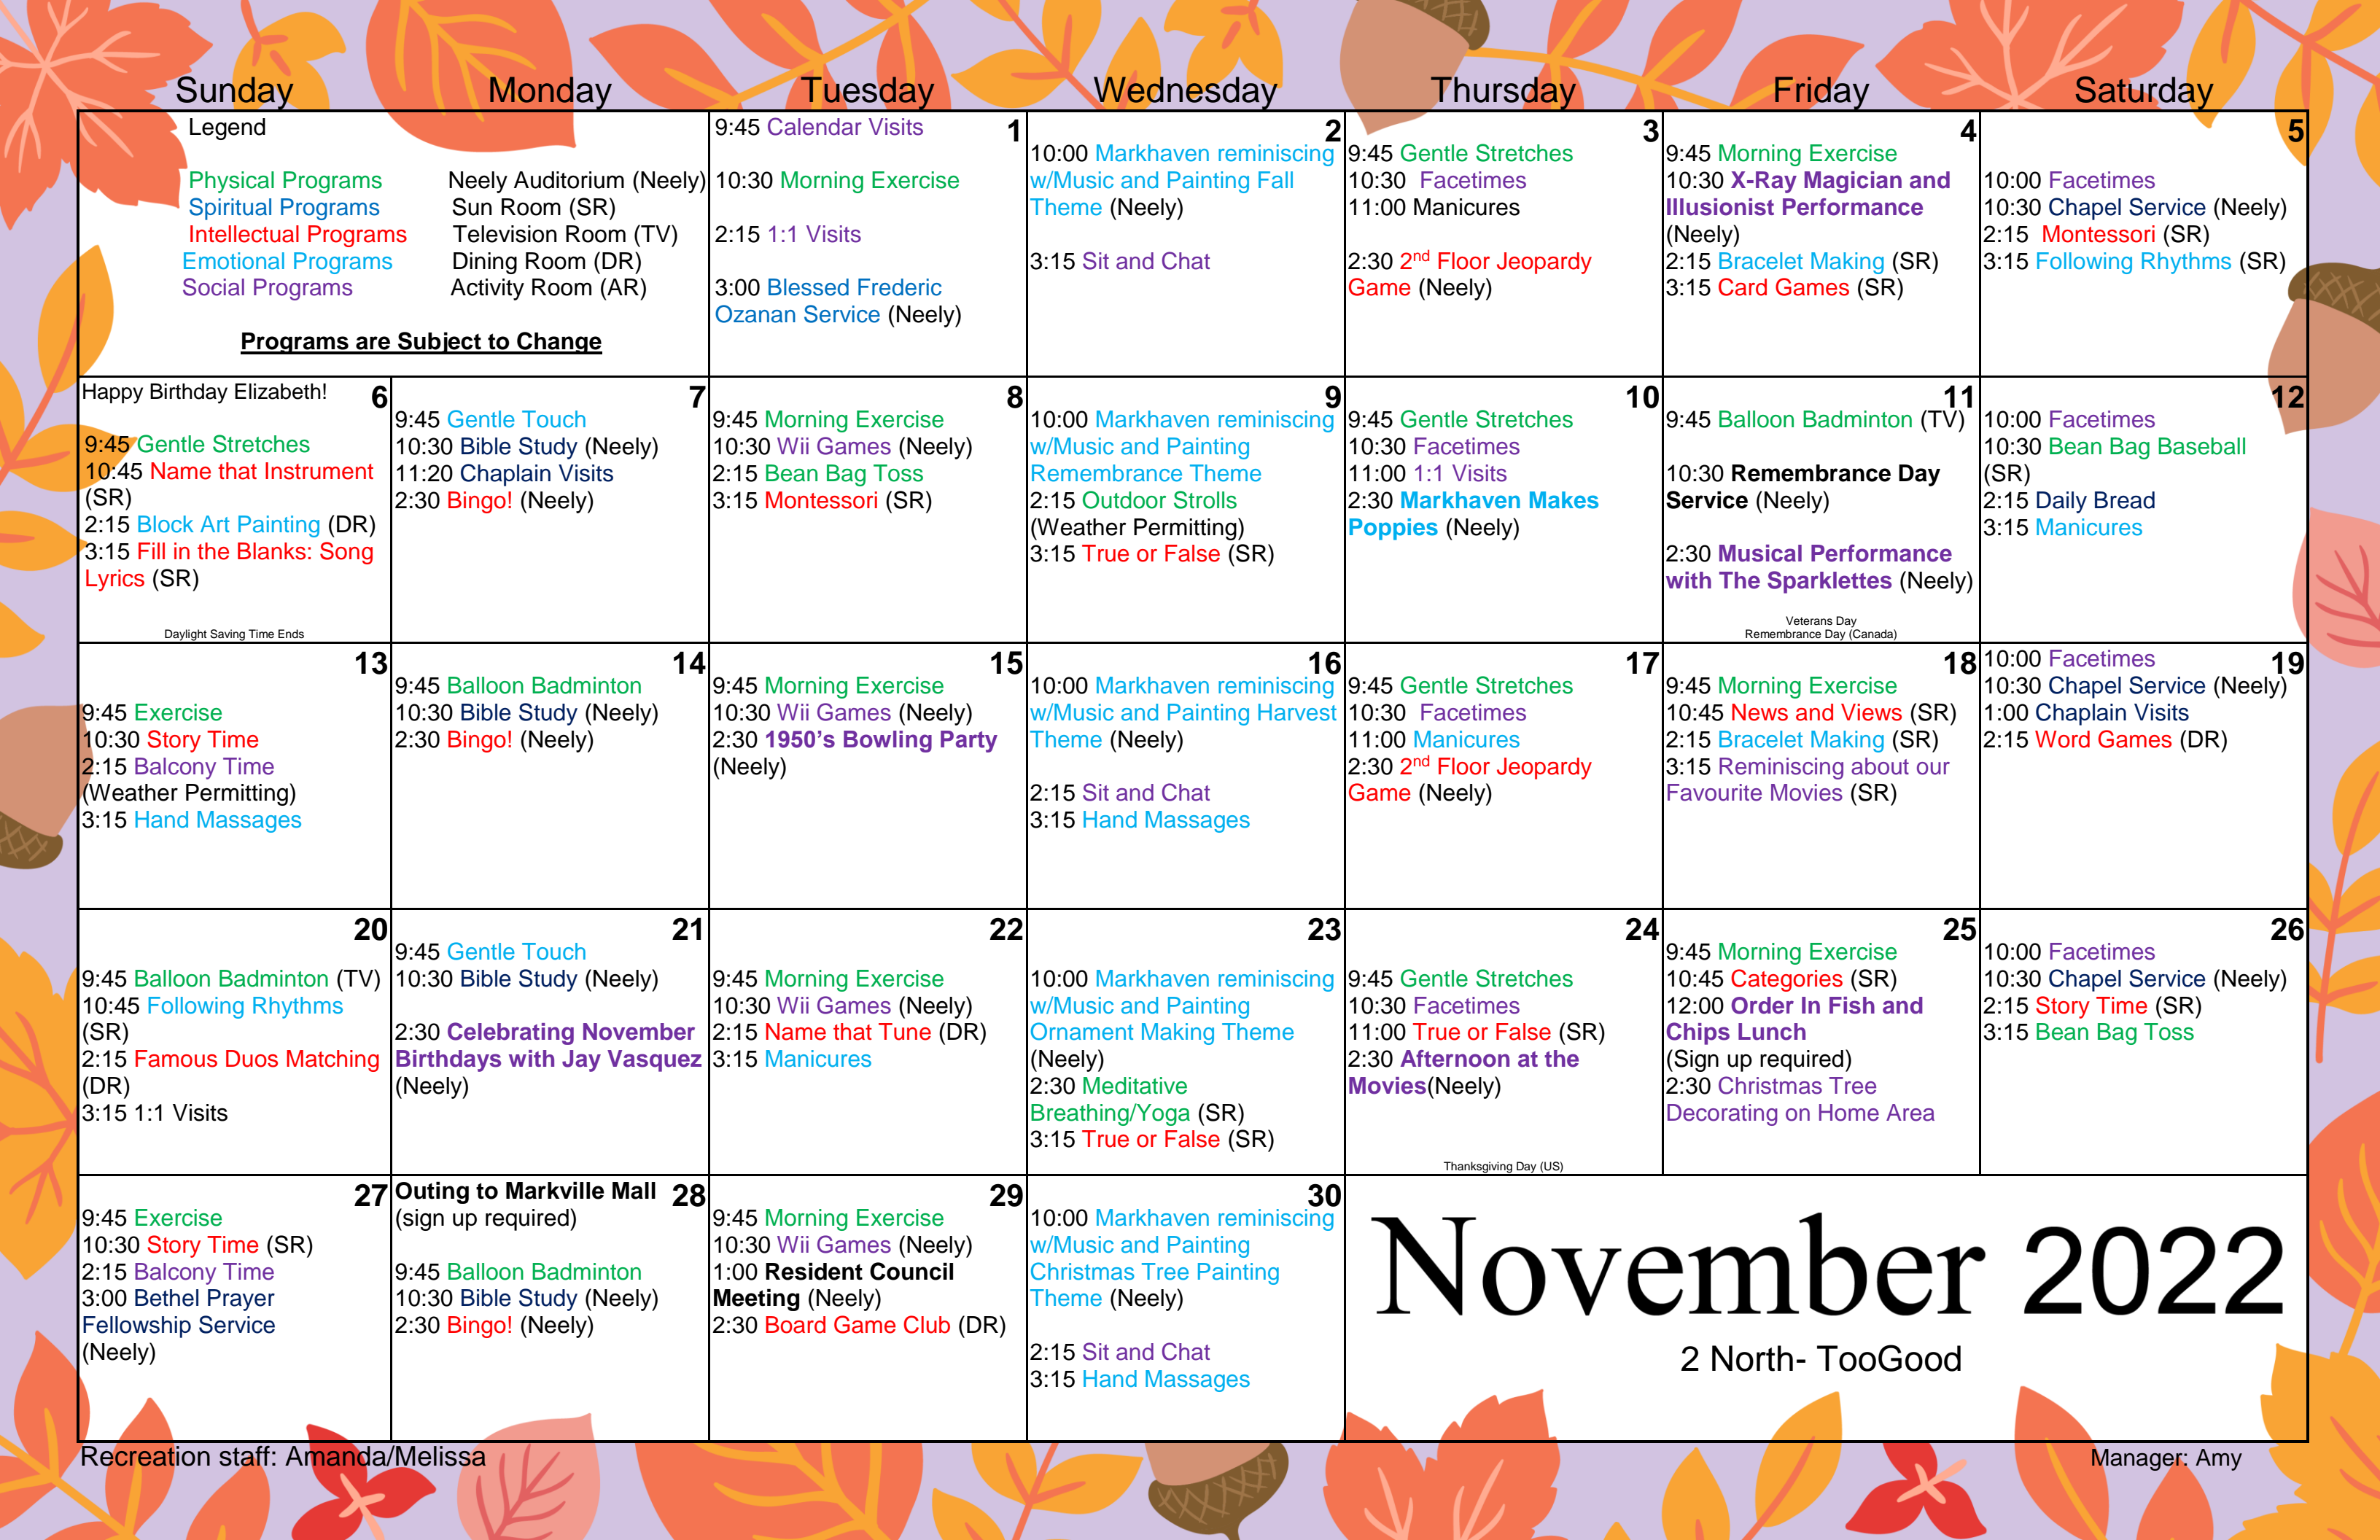 Sunday Monday Tuesday Wednesday Thursday Friday Saturday
Legend
Physical Programs
Spiritual Programs
Intellectual Programs
Emotional Programs
Social Programs
Neely Auditorium (Neely)
Sun Room (SR)
Television Room (TV)
Dining Room (DR)
Activity Room (AR)
Programs are Subject to Change
1
9:45 Calendar Visits
10:30 Morning Exercise
2:15 1:1 Visits
3:00 Blessed Frederic
Ozanan Service (Neely)
2
10:00 Markhaven reminiscing
w/Music and Painting Fall
Theme (Neely)
3:15 Sit and Chat
3
9:45 Gentle Stretches
10:30 Facetimes
11:00 Manicures
2:30 2nd Floor Jeopardy
Game (Neely)
4
9:45 Morning Exercise
10:30 X-Ray Magician and
Illusionist Performance
(Neely)
2:15 Bracelet Making (SR)
3:15 Card Games (SR)
5
10:00 Facetimes
10:30 Chapel Service (Neely)
2:15 Montessori (SR)
3:15 Following Rhythms (SR)
Happy Birthday Elizabeth! 6
9:45 Gentle Stretches
10:45 Name that Instrument
(SR)
2:15 Block Art Painting (DR)
3:15 Fill in the Blanks: Song
Lyrics (SR)
Daylight Saving Time Ends
7
9:45 Gentle Touch
10:30 Bible Study (Neely)
11:20 Chaplain Visits
2:30 Bingo! (Neely)
8
9:45 Morning Exercise
10:30 Wii Games (Neely)
2:15 Bean Bag Toss
3:15 Montessori (SR)
9
10:00 Markhaven reminiscing
w/Music and Painting
Remembrance Theme
2:15 Outdoor Strolls
(Weather Permitting)
3:15 True or False (SR)
10
9:45 Gentle Stretches
10:30 Facetimes
11:00 1:1 Visits
2:30 Markhaven Makes
Poppies (Neely)
11
9:45 Balloon Badminton (TV)
10:30 Remembrance Day
Service (Neely)
2:30 Musical Performance
with The Sparklettes (Neely)
Veterans Day
Remembrance Day (Canada)
12
10:00 Facetimes
10:30 Bean Bag Baseball
(SR)
2:15 Daily Bread
3:15 Manicures
13
9:45 Exercise
10:30 Story Time
2:15 Balcony Time
(Weather Permitting)
3:15 Hand Massages
14
9:45 Balloon Badminton
10:30 Bible Study (Neely)
2:30 Bingo! (Neely)
15
9:45 Morning Exercise
10:30 Wii Games (Neely)
2:30 1950’s Bowling Party
(Neely)
16
10:00 Markhaven reminiscing
w/Music and Painting Harvest
Theme (Neely)
2:15 Sit and Chat
3:15 Hand Massages
17
9:45 Gentle Stretches
10:30 Facetimes
11:00 Manicures
2:30 2nd Floor Jeopardy
Game (Neely)
18
9:45 Morning Exercise
10:45 News and Views (SR)
2:15 Bracelet Making (SR)
3:15 Reminiscing about our
Favourite Movies (SR)
19
10:00 Facetimes
10:30 Chapel Service (Neely)
1:00 Chaplain Visits
2:15 Word Games (DR)
20
9:45 Balloon Badminton (TV)
10:45 Following Rhythms
(SR)
2:15 Famous Duos Matching
(DR)
3:15 1:1 Visits
21
9:45 Gentle Touch
10:30 Bible Study (Neely)
2:30 Celebrating November
Birthdays with Jay Vasquez
(Neely)
22
9:45 Morning Exercise
10:30 Wii Games (Neely)
2:15 Name that Tune (DR)
3:15 Manicures
23
10:00 Markhaven reminiscing
w/Music and Painting
Ornament Making Theme
(Neely)
2:30 Meditative
Breathing/Yoga (SR)
3:15 True or False (SR)
24
9:45 Gentle Stretches
10:30 Facetimes
11:00 True or False (SR)
2:30 Afternoon at the
Movies(Neely)
Thanksgiving Day (US)
25
9:45 Morning Exercise
10:45 Categories (SR)
12:00 Order In Fish and
Chips Lunch
(Sign up required)
2:30 Christmas Tree
Decorating on Home Area
26
10:00 Facetimes
10:30 Chapel Service (Neely)
2:15 Story Time (SR)
3:15 Bean Bag Toss
27
9:45 Exercise
10:30 Story Time (SR)
2:15 Balcony Time
3:00 Bethel Prayer
Fellowship Service
(Neely)
Outing to Markville Mall 28
(sign up required)
9:45 Balloon Badminton
10:30 Bible Study (Neely)
2:30 Bingo! (Neely)
29
9:45 Morning Exercise
10:30 Wii Games (Neely)
1:00 Resident Council
Meeting (Neely)
2:30 Board Game Club (DR)
30
10:00 Markhaven reminiscing
w/Music and Painting
Christmas Tree Painting
Theme (Neely)
2:15 Sit and Chat
3:15 Hand Massages
November 2022
2 North- TooGood
Recreation staff: Amanda/Melissa
Manager: Amy